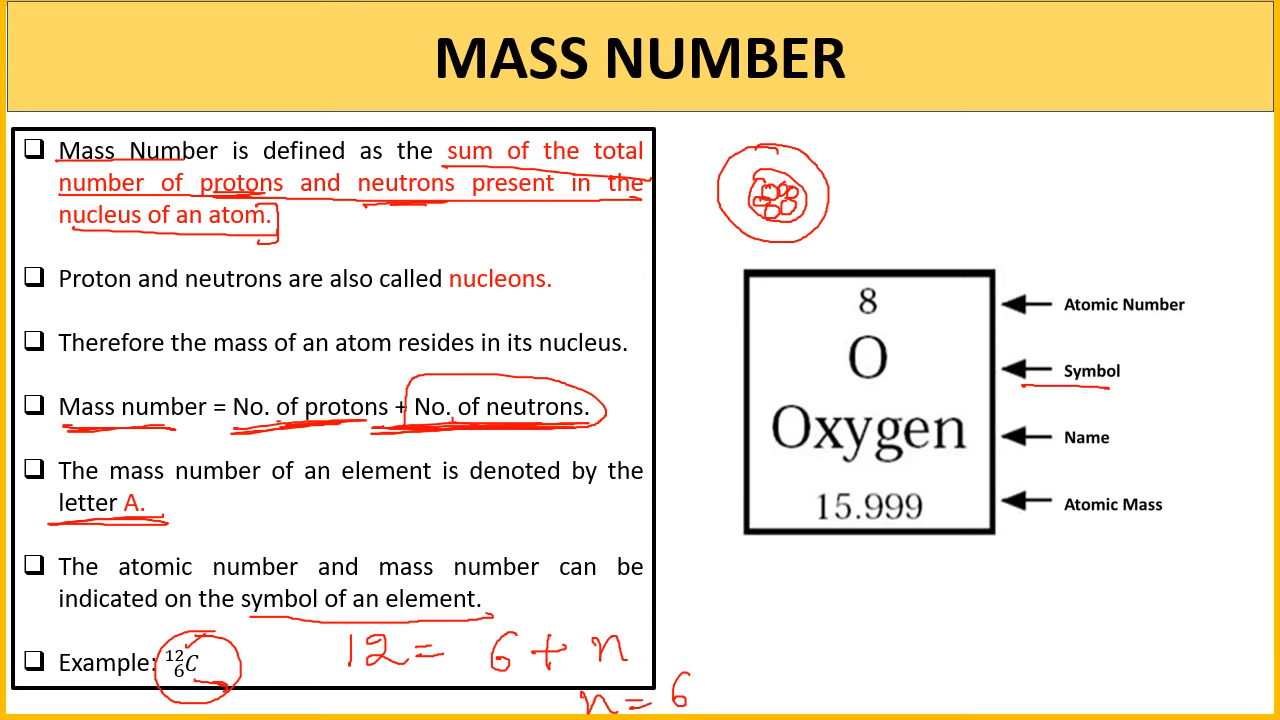 MASS NUMBER
Mass Number is defined as the sum of the total
number of protons and neutrons present in the
nucleus of an atom.
Proton and neutrons are also called nucleons.
Therefore the mass of an atom resides in its nucleus.
Mass number = No. of protons + No. of neutrons.
The mass number of an element is denoted by the
letter A.
The atomic number and mass number can be
indicated on the symbol of an element.
Example: ¹²₆C
12 = 6 + n
n = 6
8
O
Oxygen
15.999
Atomic Number
Symbol
Name
Atomic Mass